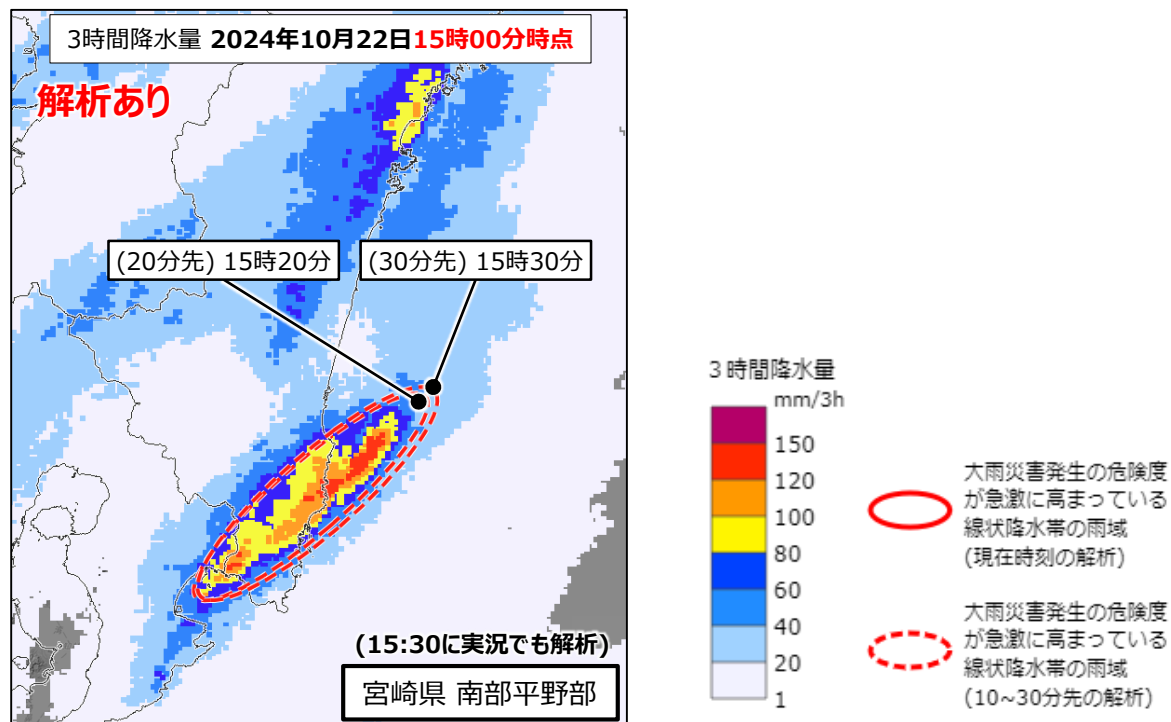 3時間降水量 2024年10月22日15時00分時点
解析あり
(20分先) 15時20分
(30分先) 15時30分
(15:30に実況でも解析)
宮崎県 南部平野部
3時間降水量
mm/3h
150
120
100
80
60
40
20
1
大雨災害発生の危険度
が急激に高まっている
線状降水帯の雨域
(現在時刻の解析)
大雨災害発生の危険度
が急激に高まっている
線状降水帯の雨域
(10~30分先の解析)